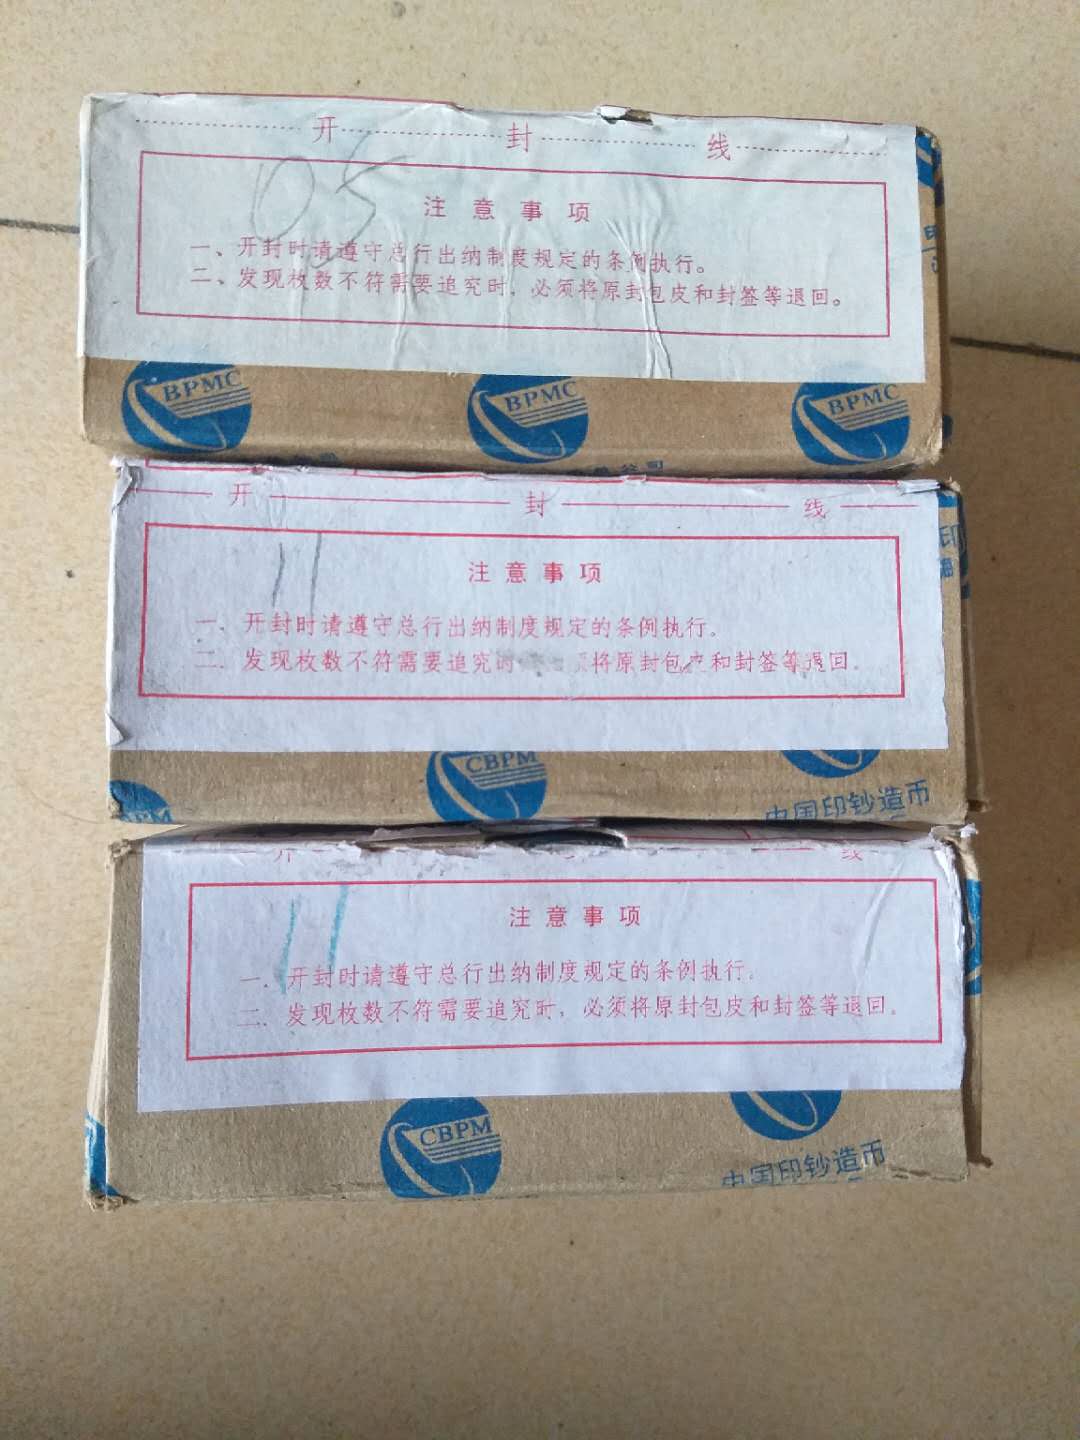 开 封 线
05
注意事项
一、开封时请遵守总行出纳制度规定的条例执行。
二、发现枚数不符需要追究时，必须将原封包皮和封签等退回。
BPMC BPMC BPMC
公司
开 封 线
11
注意事项
一、开封时请遵守总行出纳制度规定的条例执行。
二、发现枚数不符需要追究时 将原封包皮和封签等退回。
CBPM
CBPM 中国印钞造币
开 线
11
注意事项
一、开封时请遵守总行出纳制度规定的条例执行。
二、发现枚数不符需要追究时，必须将原封包皮和封签等退回。
CBPM
中国印钞造币